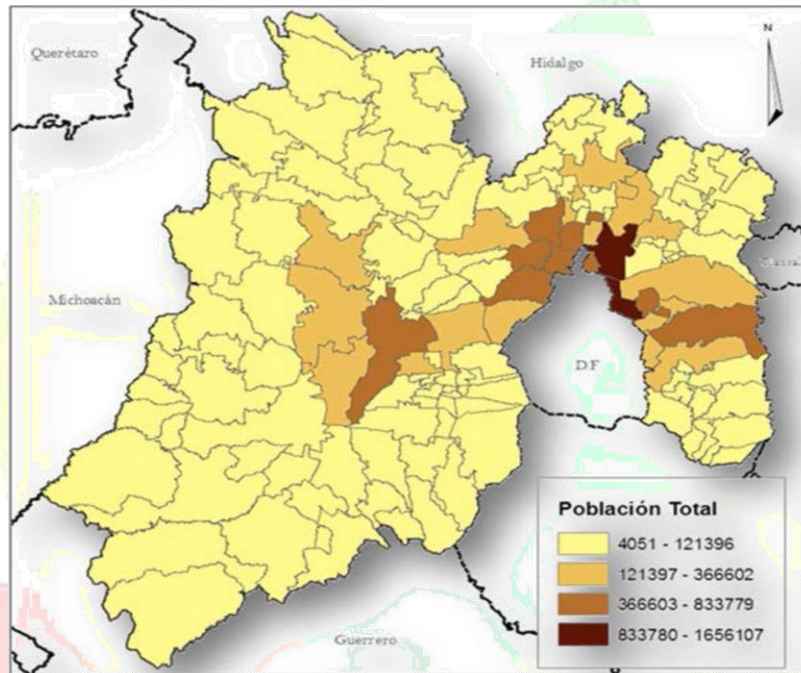 Querétaro
Hidalgo
N
Michoacán
D.F
Guerrero
Población Total
4051 - 121396
121397 - 366602
366603 - 833779
833780 - 1656107